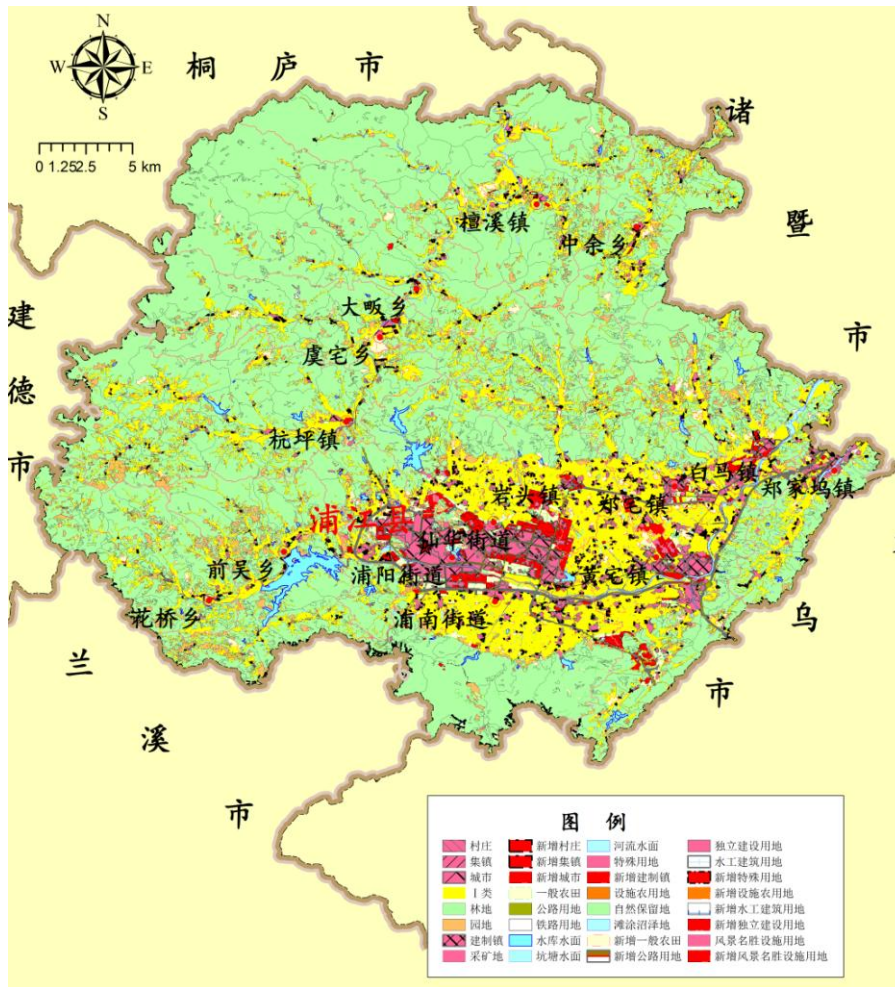 N
W E
S
0 1.25 2.5 5 km
桐庐市
诸
暨
市
建
德
市
檀溪镇
中余乡
大畈乡
虞宅乡
杭坪镇
白马镇
岩头镇
郑宅镇
郑家坞镇
浦江县
仙华街道
前吴乡
浦阳街道
黄宅镇
花桥乡
浦南街道
兰
溪
市
乌
市
图 例
村庄 新增村庄 河流水面 独立建设用地
集镇 新增集镇 特殊用地 水工建筑用地
城市 新增城市 新增建制镇 新增特殊用地
Ⅰ类 一般农田 设施农用地 新增设施农用地
林地 公路用地 自然保留地 新增水工建筑用地
园地 铁路用地 滩涂沼泽地 新增独立建设用地
建制镇 水库水面 新增一般农田 风景名胜设施用地
采矿地 坑塘水面 新增公路用地 新增风景名胜设施用地